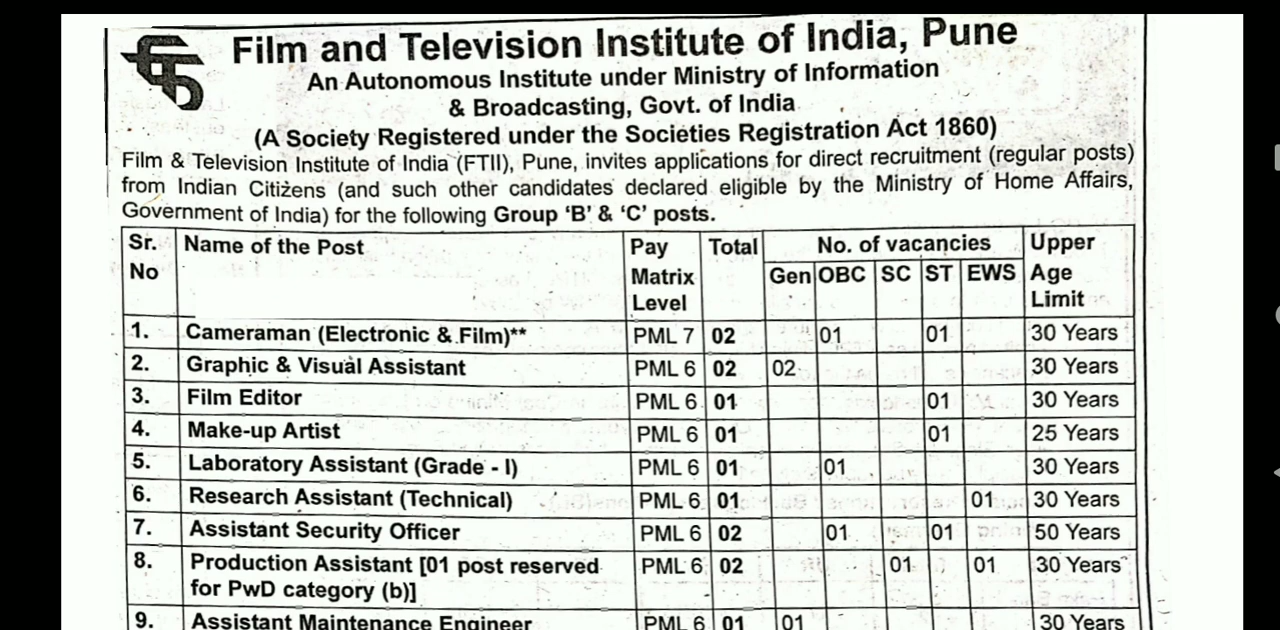 Film and Television Institute of India, Pune
An Autonomous Institute under Ministry of Information
& Broadcasting, Govt. of India
(A Society Registered under the Societies Registration Act 1860)
Film & Television Institute of India (FTII), Pune, invites applications for direct recruitment (regular posts)
from Indian Citizens (and such other candidates declared eligible by the Ministry of Home Affairs,
Government of India) for the following Group ‘B’ & ‘C’ posts.
Sr. No Name of the Post Pay Matrix Level Total No. of vacancies Upper Age Limit
Gen OBC SC ST EWS
1. Cameraman (Electronic & Film)** PML 7 02 01 01 30 Years
2. Graphic & Visual Assistant PML 6 02 02 30 Years
3. Film Editor PML 6 01 01 30 Years
4. Make-up Artist PML 6 01 01 25 Years
5. Laboratory Assistant (Grade - I) PML 6 01 01 30 Years
6. Research Assistant (Technical) PML 6 01 01 30 Years
7. Assistant Security Officer PML 6 02 01 01 50 Years
8. Production Assistant [01 post reserved PML 6 02 01 01 30 Years
for PwD category (b)]
9. Assistant Maintenance Engineer PML 6 01 01 30 Years